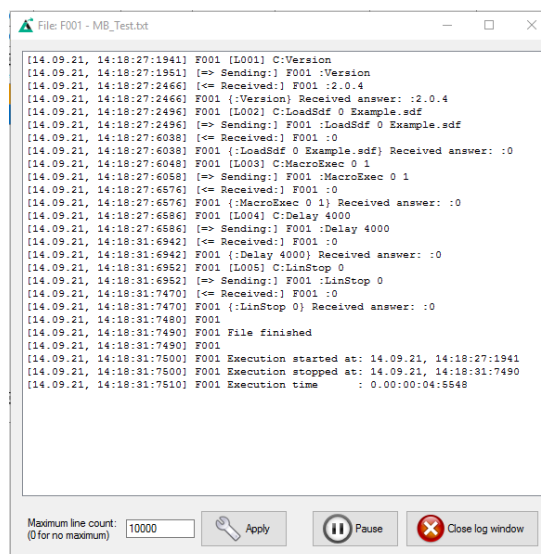 File: F001 - MB_Test.txt
[14.09.21, 14:18:27:1941] F001 [L001] C:Version
[14.09.21, 14:18:27:1951] [=> Sending:] F001 :Version
[14.09.21, 14:18:27:2466] [<= Received:] F001 :2.0.4
[14.09.21, 14:18:27:2466] F001 {:Version} Received answer: :2.0.4
[14.09.21, 14:18:27:2496] F001 [L002] C:LoadSdf 0 Example.sdf
[14.09.21, 14:18:27:2496] [=> Sending:] F001 :LoadSdf 0 Example.sdf
[14.09.21, 14:18:27:6038] [<= Received:] F001 :0
[14.09.21, 14:18:27:6038] F001 {:LoadSdf 0 Example.sdf} Received answer: :0
[14.09.21, 14:18:27:6048] F001 [L003] C:MacroExec 0 1
[14.09.21, 14:18:27:6058] [=> Sending:] F001 :MacroExec 0 1
[14.09.21, 14:18:27:6576] [<= Received:] F001 :0
[14.09.21, 14:18:27:6576] F001 {:MacroExec 0 1} Received answer: :0
[14.09.21, 14:18:27:6586] F001 [L004] C:Delay 4000
[14.09.21, 14:18:27:6586] [=> Sending:] F001 :Delay 4000
[14.09.21, 14:18:31:6942] [<= Received:] F001 :0
[14.09.21, 14:18:31:6942] F001 {:Delay 4000} Received answer: :0
[14.09.21, 14:18:31:6952] F001 [L005] C:LinStop 0
[14.09.21, 14:18:31:6952] [=> Sending:] F001 :LinStop 0
[14.09.21, 14:18:31:7470] [<= Received:] F001 :0
[14.09.21, 14:18:31:7470] F001 {:LinStop 0} Received answer: :0
[14.09.21, 14:18:31:7480] F001
[14.09.21, 14:18:31:7490] F001 File finished
[14.09.21, 14:18:31:7490] F001
[14.09.21, 14:18:31:7500] F001 Execution started at: 14.09.21, 14:18:27:1941
[14.09.21, 14:18:31:7500] F001 Execution stopped at: 14.09.21, 14:18:31:7490
[14.09.21, 14:18:31:7510] F001 Execution time : 0.00:00:04:5548
Maximum line count: 10000 Apply Pause Close log window
(0 for no maximum)